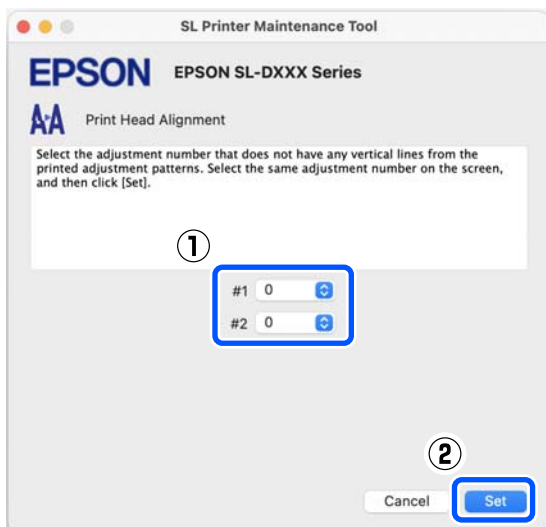 SL Printer Maintenance Tool
EPSON EPSON SL-DXXX Series
AA Print Head Alignment
Select the adjustment number that does not have any vertical lines from the
printed adjustment patterns. Select the same adjustment number on the screen,
and then click [Set].
①
#1 0
#2 0
②
Cancel Set